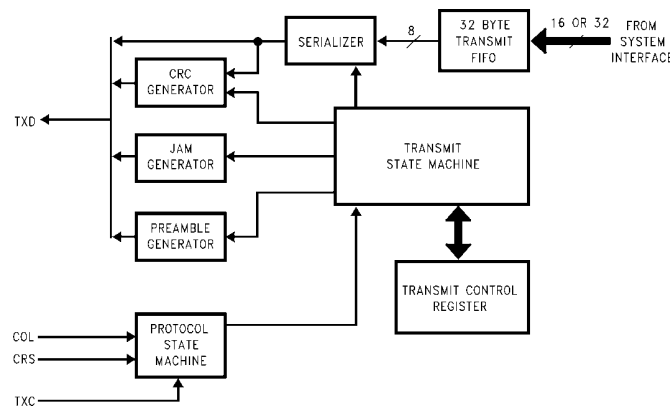 16 OR 32
FROM
SYSTEM
INTERFACE
8
32 BYTE
TRANSMIT
FIFO
SERIALIZER
CRC
GENERATOR
TXD
JAM
GENERATOR
TRANSMIT
STATE MACHINE
PREAMBLE
GENERATOR
TRANSMIT CONTROL
REGISTER
PROTOCOL
STATE
MACHINE
COL
CRS
TXC